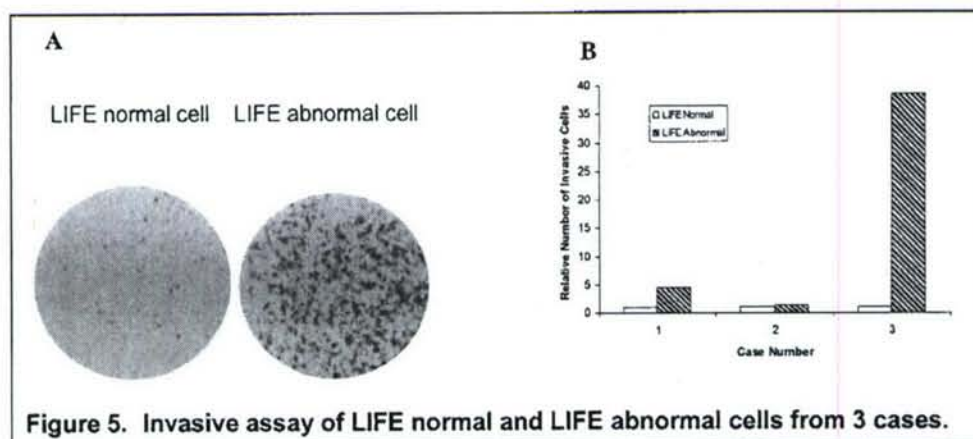 A
LIFE normal cell LIFE abnormal cell
B
Relative Number of Invasive Cells
40
35
30
25
20
15
10
5
0
LIFE Normal
LIFE Abnormal
1 2 3
Case Number
Figure 5. Invasive assay of LIFE normal and LIFE abnormal cells from 3 cases.